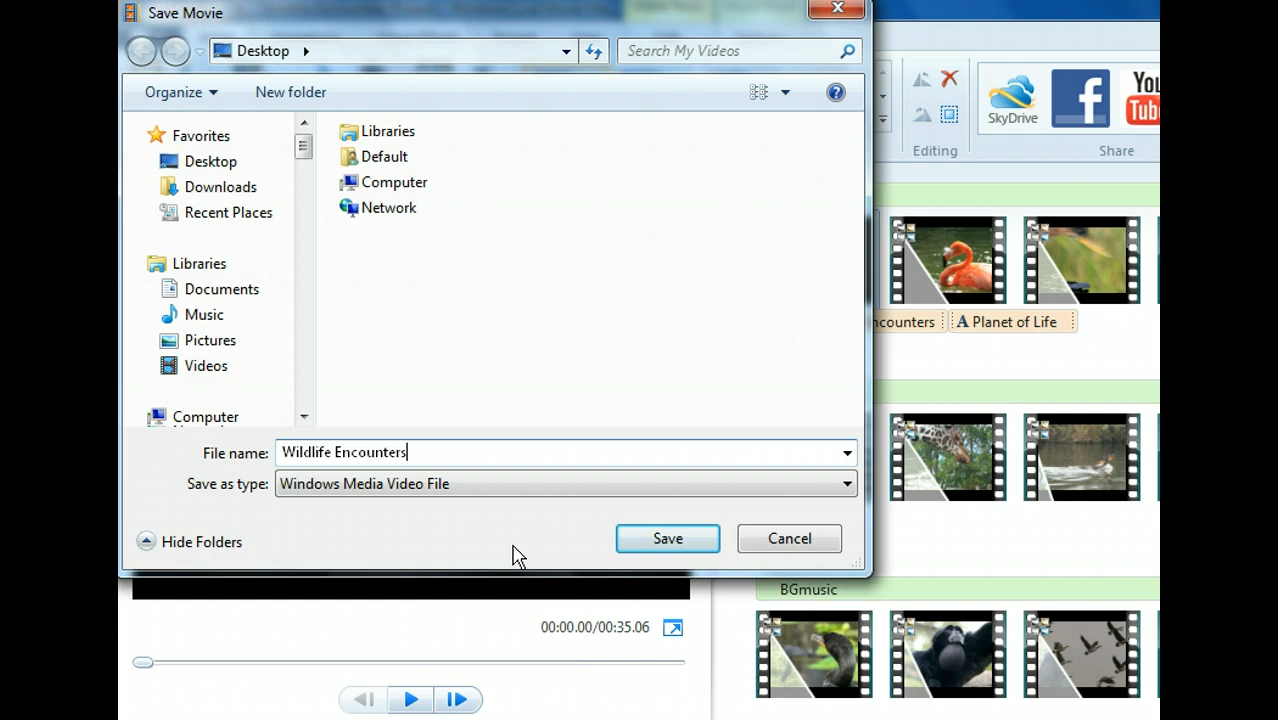 Save Movie
Desktop
Search My Videos
Organize
New folder
Favorites
Desktop
Downloads
Recent Places
Libraries
Documents
Music
Pictures
Videos
Computer
Libraries
Default
Computer
Network
File name: Wildlife Encounters
Save as type: Windows Media Video File
Hide Folders
Save
Cancel
SkyDrive
f
You
Tube
Editing
Share
ncounters
A Planet of Life
BGmusic
00:00.00/00:35.06